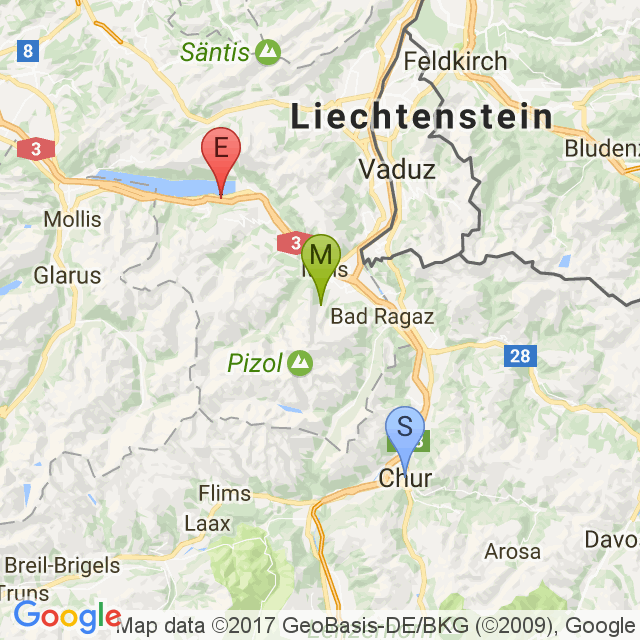 8
Säntis
Feldkirch
Liechtenstein
3
E
Bludenz
Vaduz
Mollis
3
M
Glarus
Bad Ragaz
28
Pizol
S
Chur
Flims
Laax
Davos
Arosa
Breil-Brigels
Truns
Google
Map data ©2017 GeoBasis-DE/BKG (©2009), Google